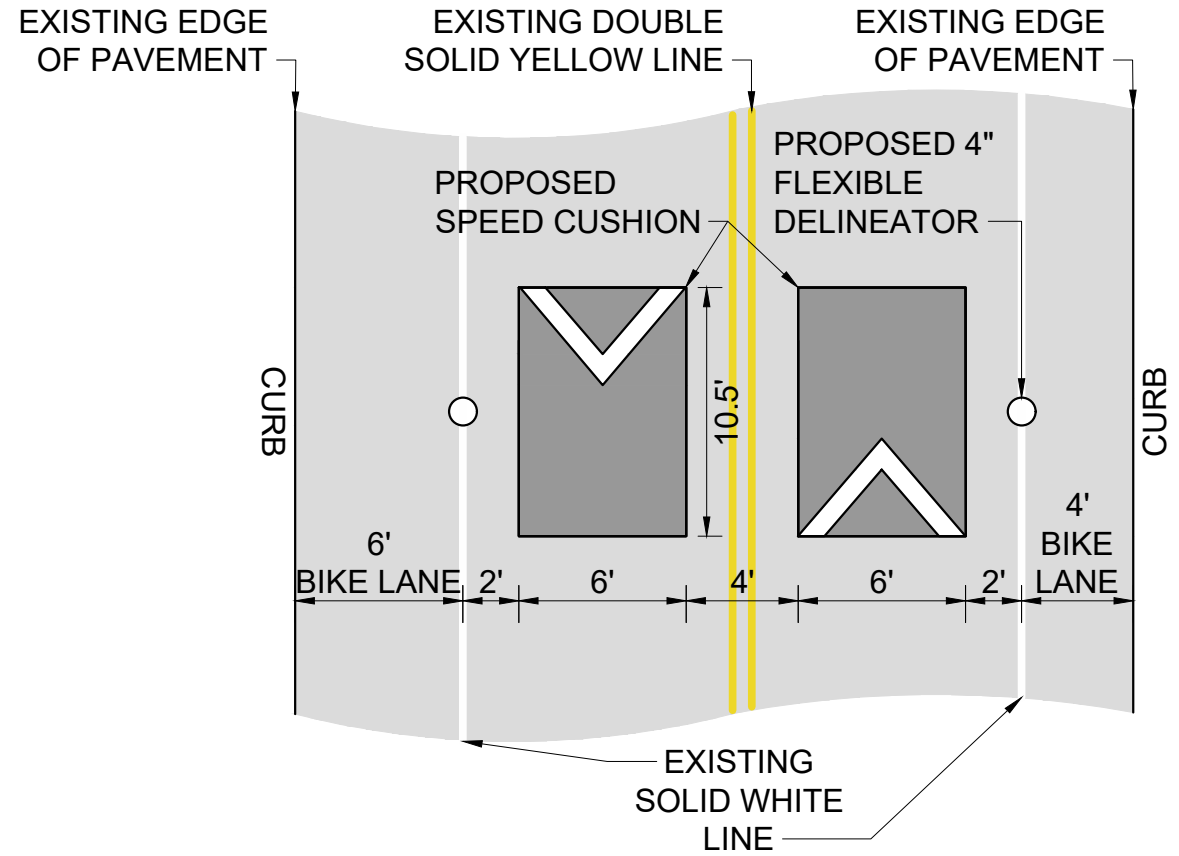 EXISTING EDGE
OF PAVEMENT
EXISTING DOUBLE
SOLID YELLOW LINE
EXISTING EDGE
OF PAVEMENT
PROPOSED
SPEED CUSHION
PROPOSED 4"
FLEXIBLE
DELINEATOR
CURB
10.5'
CURB
6'
BIKE LANE
2'
6'
4'
6'
2'
4'
BIKE
LANE
EXISTING
SOLID WHITE
LINE